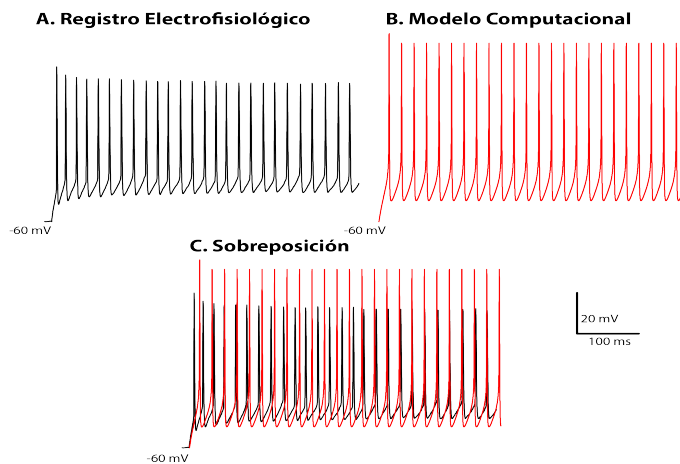 A. Registro Electrofisiológico
B. Modelo Computacional
-60 mV
-60 mV
C. Sobreposición
20 mV
100 ms
-60 mV